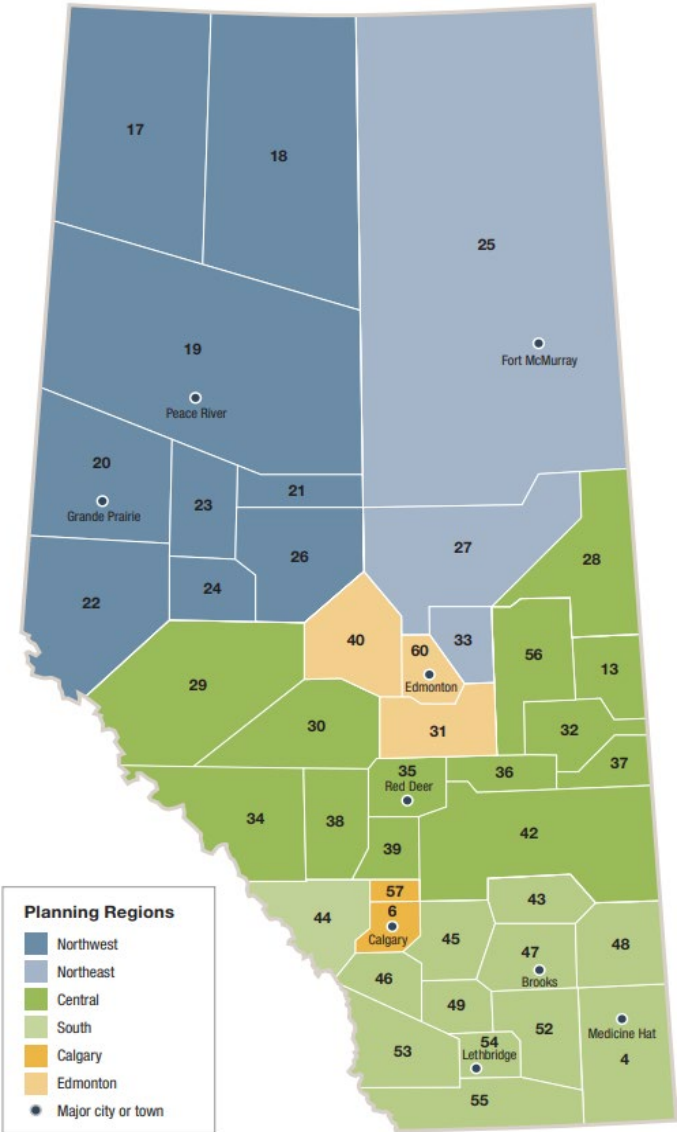 17
18
25
19
Fort McMurray
Peace River
20
21
23
Grande Prairie
27
26
28
24
22
40
33
60
56
13
29
Edmonton
30
31
32
37
35
36
Red Deer
34
38
42
39
57
43
44
6
45
Calgary
47
48
46
Brooks
49
52
Medicine Hat
54
53
Lethbridge
4
55
Planning Regions
Northwest
Northeast
Central
South
Calgary
Edmonton
Major city or town